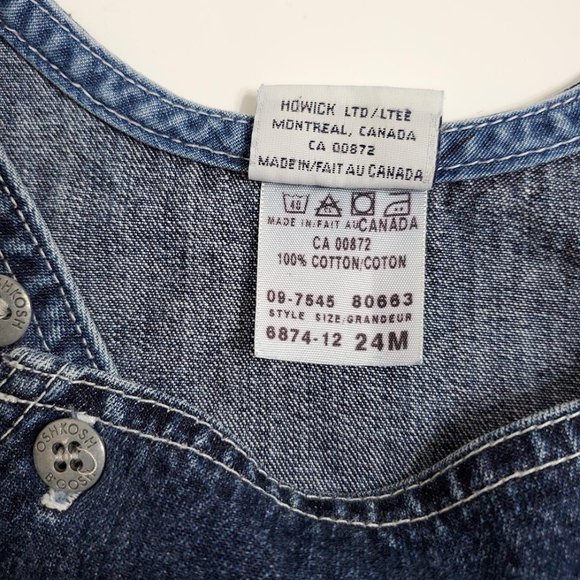 HOWICK LTD/LTEE
MONTREAL, CANADA
CA 00872
MADE IN/FAIT AU CANADA
40
MADE IN/FAIT AU CANADA
CA 00872
100% COTTON/COTON
09-7545 80663
STYLE SIZE/GRANDEUR
6874-12 24M
OSHKOSH
OSHKOSH
B'GOSH